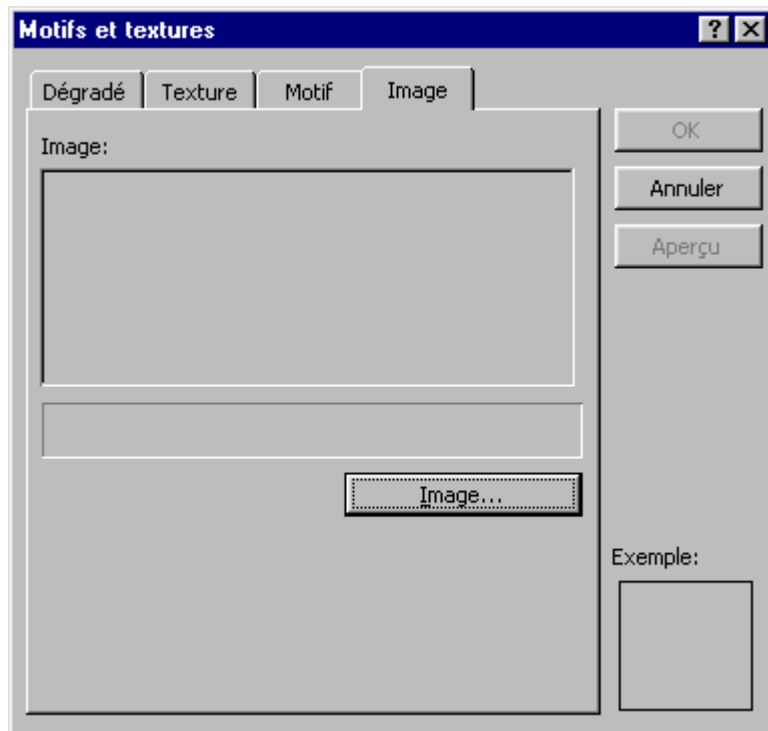 Motifs et textures
Dégradé Texture Motif Image
OK
Image:
Annuler
Aperçu
Image...
Exemple: